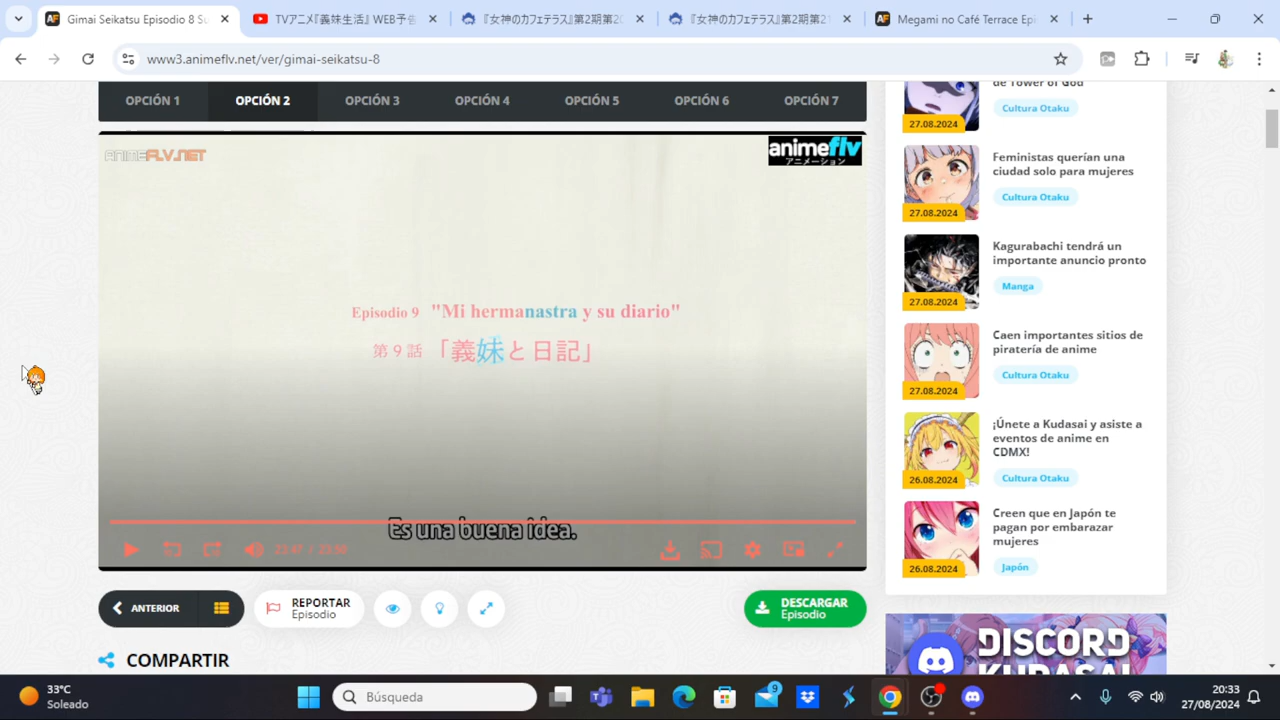 Gimai Seikatsu Episodio 8 Su
TVアニメ『義妹生活』 WEB予告
『女神のカフェテラス』第2期第20
『女神のカフェテラス』第2期第21
Megami no Café Terrace Epi
www3.animeflv.net/ver/gimai-seikatsu-8
OPCIÓN 1
OPCIÓN 2
OPCIÓN 3
OPCIÓN 4
OPCIÓN 5
OPCIÓN 6
OPCIÓN 7
ANIMEFLV.NET
animeflv
アニメーション
Episodio 9 "Mi hermanastra y su diario"
第9話 「義妹と日記」
Es una buena idea.
ANTERIOR
REPORTAR
Episodio
DESCARGAR
Episodio
COMPARTIR
de Tower of God
Cultura Otaku
27.08.2024
Feministas querían una
ciudad solo para mujeres
Cultura Otaku
27.08.2024
Kagurabachi tendrá un
importante anuncio pronto
Manga
27.08.2024
Caen importantes sitios de
piratería de anime
Cultura Otaku
27.08.2024
¡Únete a Kudasai y asiste a
eventos de anime en
CDMX!
Cultura Otaku
26.08.2024
Creen que en Japón te
pagan por embarazar
mujeres
Japón
26.08.2024
DISCORD
KUDASAI
33°C
Soleado
Búsqueda
9
20:33
27/08/2024